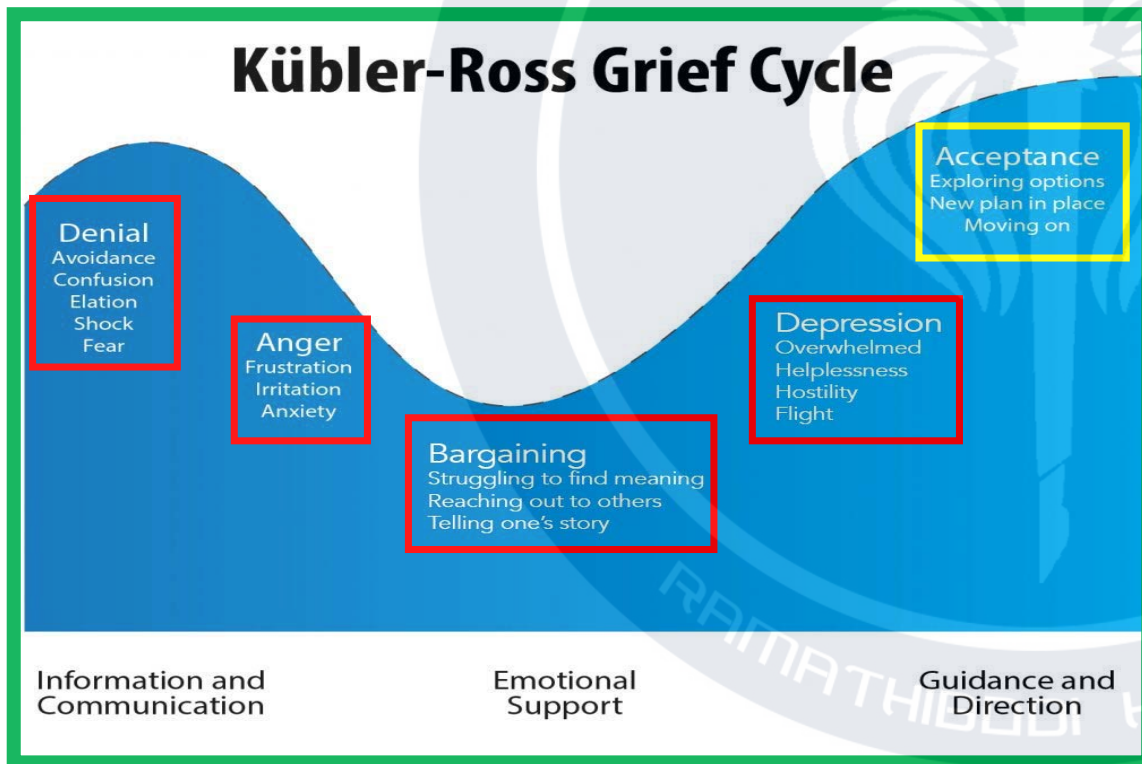 Kübler-Ross Grief Cycle
Denial
Avoidance
Confusion
Elation
Shock
Fear
Anger
Frustration
Irritation
Anxiety
Bargaining
Struggling to find meaning
Reaching out to others
Telling one's story
Depression
Overwhelmed
Helplessness
Hostility
Flight
Acceptance
Exploring options
New plan in place
Moving on
Information and
Communication
Emotional
Support
Guidance and
Direction
RAMATHIBODI